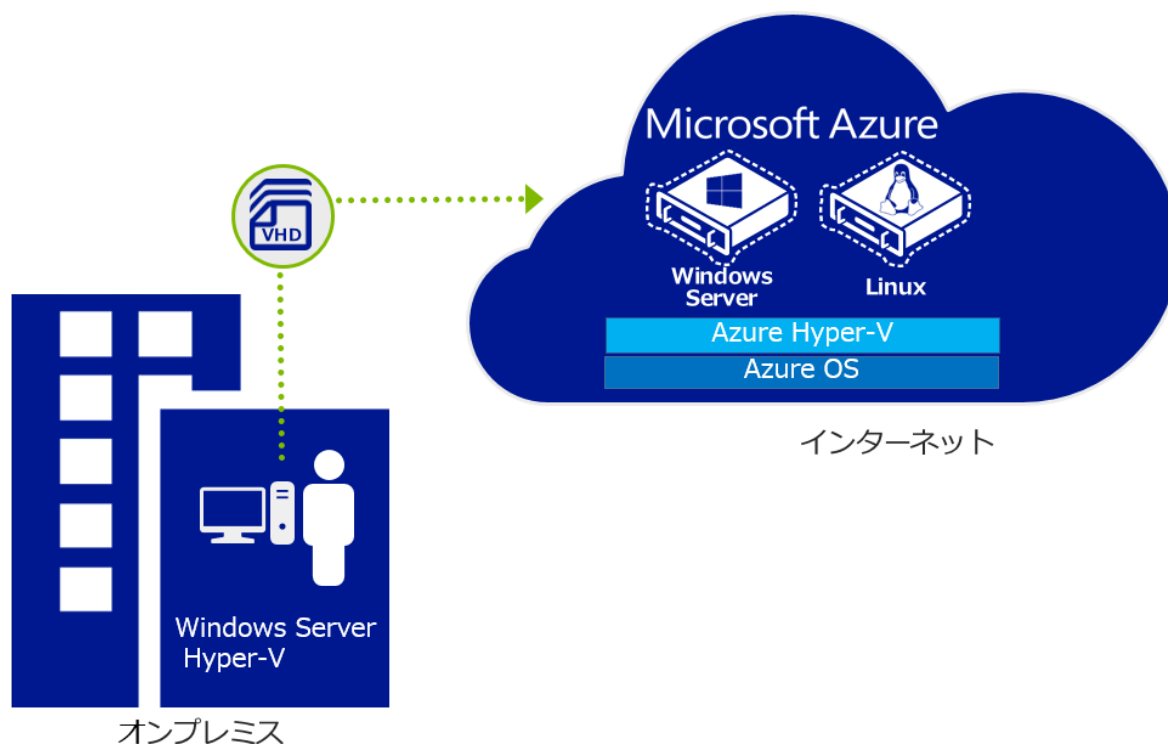 Microsoft Azure
VHD
Windows
Server
Linux
Azure Hyper-V
Azure OS
インターネット
Windows Server
Hyper-V
オンプレミス